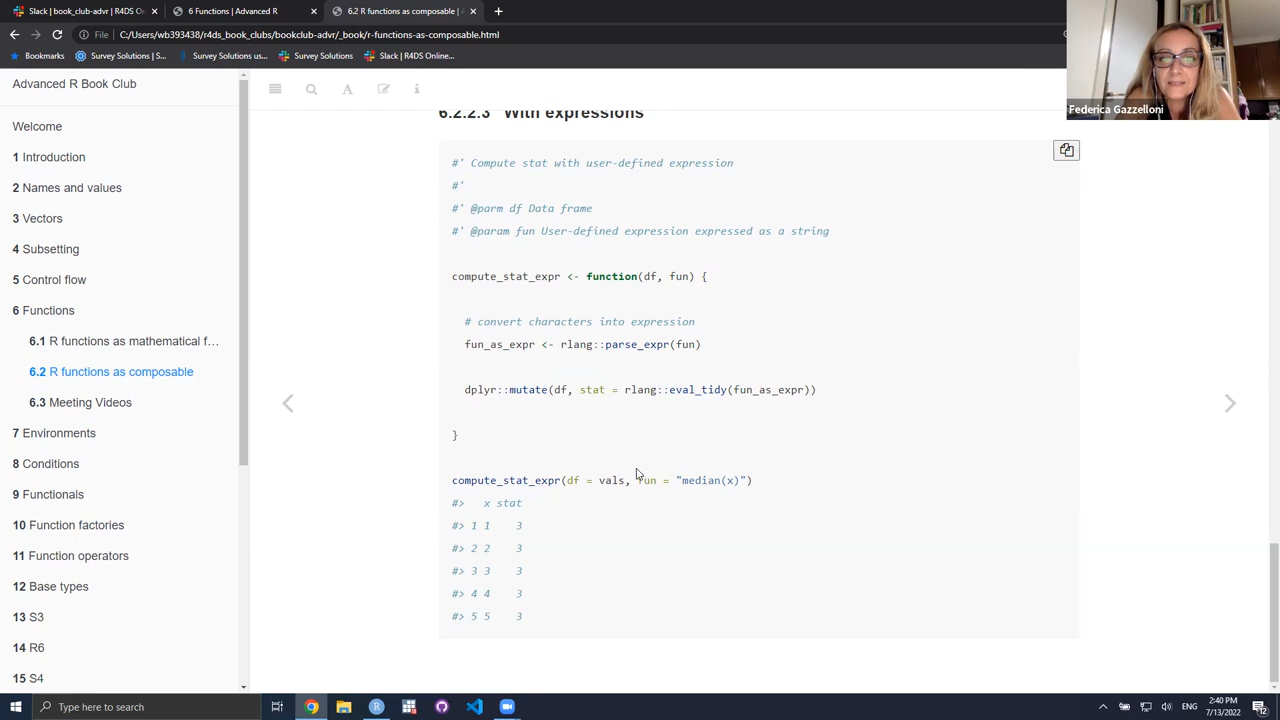 Slack | book_club-advr | R4DS O
6 Functions | Advanced R
6.2 R functions as composable |
File
C:/Users/wb393438/r4ds_book_clubs/bookclub-advr/_book/r-functions-as-composable.html
Bookmarks
Survey Solutions | S...
Survey Solutions us...
Survey Solutions
Slack | R4DS Online...
Federica Gazzelloni
Advanced R Book Club
Welcome
1 Introduction
2 Names and values
3 Vectors
4 Subsetting
5 Control flow
6 Functions
6.1 R functions as mathematical f...
6.2 R functions as composable
6.3 Meeting Videos
7 Environments
8 Conditions
9 Functionals
10 Function factories
11 Function operators
12 Base types
13 S3
14 R6
15 S4
6.2.2.3 With expressions
#' Compute stat with user-defined expression
#'
#' @parm df Data frame
#' @param fun User-defined expression expressed as a string
compute_stat_expr <- function(df, fun) {
# convert characters into expression
fun_as_expr <- rlang::parse_expr(fun)
dplyr::mutate(df, stat = rlang::eval_tidy(fun_as_expr))
}
compute_stat_expr(df = vals, fun = "median(x)")
#> x stat
#> 1 1 3
#> 2 2 3
#> 3 3 3
#> 4 4 3
#> 5 5 3
Type here to search
ENG
2:40 PM
7/13/2022
12